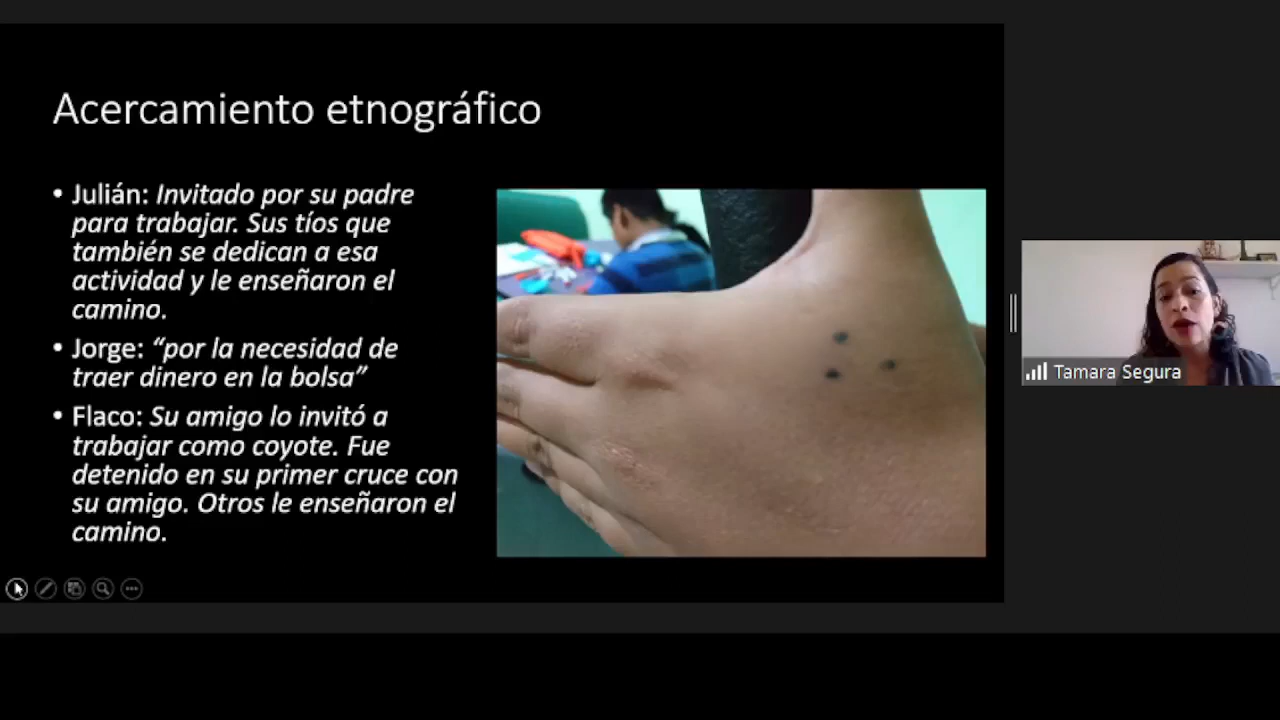 Acercamiento etnográfico
• Julián: Invitado por su padre
para trabajar. Sus tíos que
también se dedican a esa
actividad y le enseñaron el
camino.
• Jorge: “por la necesidad de
traer dinero en la bolsa”
• Flaco: Su amigo lo invitó a
trabajar como coyote. Fue
detenido en su primer cruce con
su amigo. Otros le enseñaron el
camino.
Tamara Segura